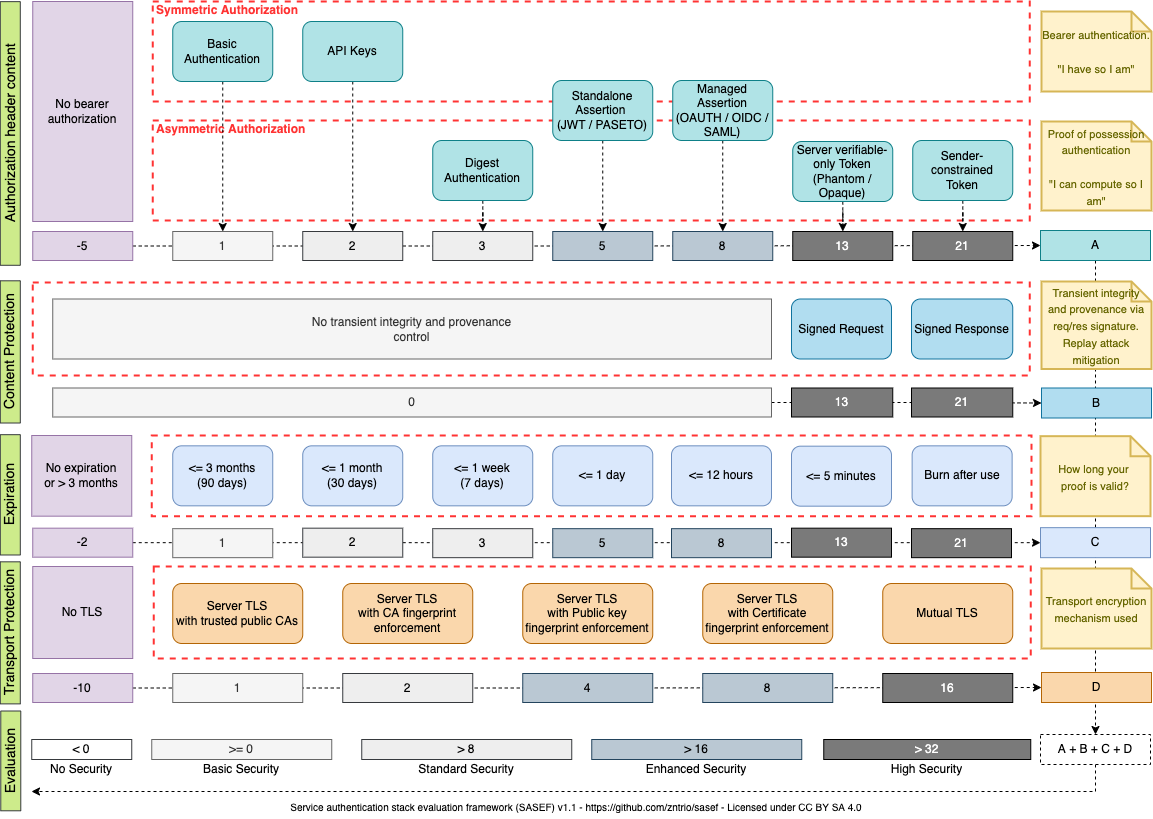 Authorization header content
No bearer
authorization
Symmetric Authorization
Basic
Authentication
API Keys
Asymmetric Authorization
Digest
Authentication
Standalone
Assertion
(JWT / PASETO)
Managed
Assertion
(OAUTH / OIDC /
SAML)
Server verifiable-
only Token
(Phantom /
Opaque)
Sender-
constrained
Token
Bearer authentication.
"I have so I am"
Proof of possession
authentication
"I can compute so I
am"
-5
1
2
3
5
8
13
21
A
Content Protection
No transient integrity and provenance
control
Signed Request
Signed Response
Transient integrity
and provenance via
req/res signature.
Replay attack
mitigation
0
13
21
B
Expiration
No expiration
or > 3 months
<= 3 months
(90 days)
<= 1 month
(30 days)
<= 1 week
(7 days)
<= 1 day
<= 12 hours
<= 5 minutes
Burn after use
How long your
proof is valid?
-2
1
2
3
5
8
13
21
C
Transport Protection
No TLS
Server TLS
with trusted public CAs
Server TLS
with CA fingerprint
enforcement
Server TLS
with Public key
fingerprint enforcement
Server TLS
with Certificate
fingerprint enforcement
Mutual TLS
Transport encryption
mechanism used
-10
1
2
4
8
16
D
Evaluation
< 0
>= 0
> 8
> 16
> 32
A + B + C + D
No Security
Basic Security
Standard Security
Enhanced Security
High Security
Service authentication stack evaluation framework (SASEF) v1.1 - https://github.com/zntrio/sasef - Licensed under CC BY SA 4.0